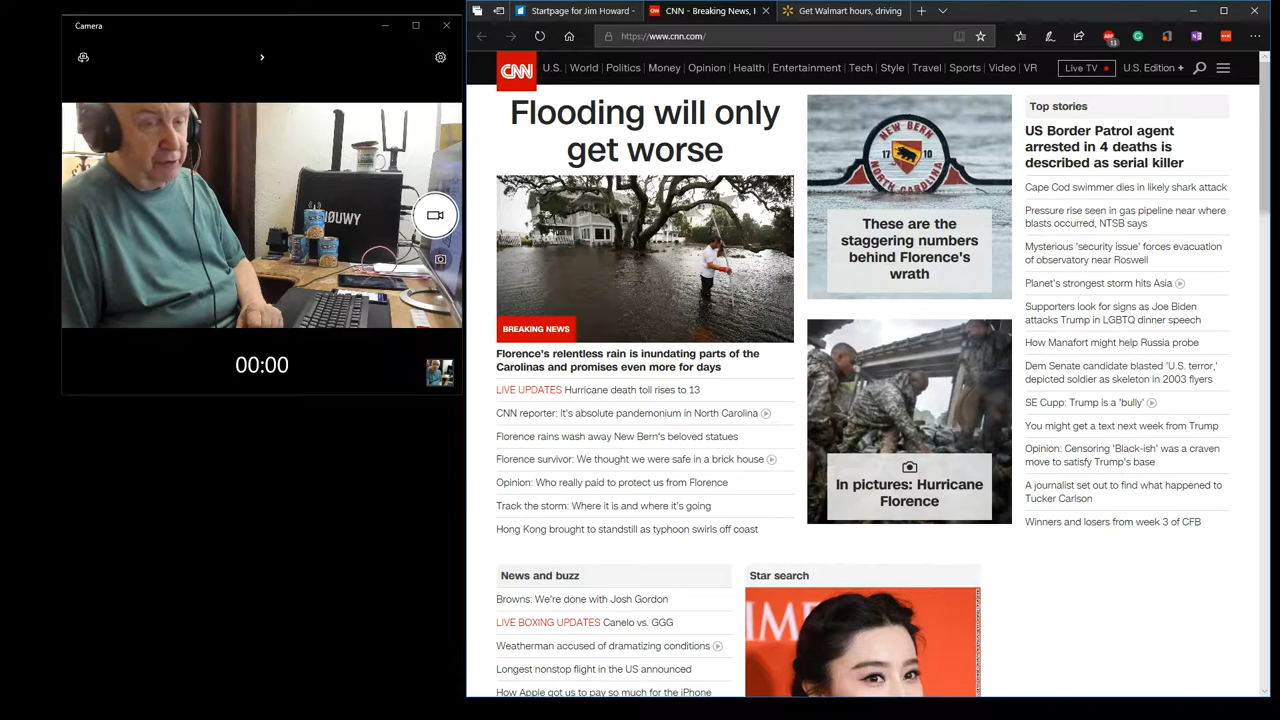 Camera
00:00
NØUWY
Startpage for Jim Howard -
CNN - Breaking News, l
Get Walmart hours, driving
https://www.cnn.com/
ABP
13
CNN
U.S. | World | Politics | Money | Opinion | Health | Entertainment | Tech | Style | Travel | Sports | Video | VR
Live TV
U.S. Edition +
Flooding will only
get worse
BREAKING NEWS
Florence's relentless rain is inundating parts of the
Carolinas and promises even more for days
LIVE UPDATES Hurricane death toll rises to 13
CNN reporter: It's absolute pandemonium in North Carolina
Florence rains wash away New Bern's beloved statues
Florence survivor: We thought we were safe in a brick house
Opinion: Who really paid to protect us from Florence
Track the storm: Where it is and where it's going
Hong Kong brought to standstill as typhoon swirls off coast
NEW BERN
17 10
NORTH CAROLINA
These are the
staggering numbers
behind Florence's
wrath
In pictures: Hurricane
Florence
Top stories
US Border Patrol agent
arrested in 4 deaths is
described as serial killer
Cape Cod swimmer dies in likely shark attack
Pressure rise seen in gas pipeline near where
blasts occurred, NTSB says
Mysterious 'security issue' forces evacuation
of observatory near Roswell
Planet's strongest storm hits Asia
Supporters look for signs as Joe Biden
attacks Trump in LGBTQ dinner speech
How Manafort might help Russia probe
Dem Senate candidate blasted 'U.S. terror,'
depicted soldier as skeleton in 2003 flyers
SE Cupp: Trump is a 'bully'
You might get a text next week from Trump
Opinion: Censoring 'Black-ish' was a craven
move to satisfy Trump's base
A journalist set out to find what happened to
Tucker Carlson
Winners and losers from week 3 of CFB
News and buzz
Browns: We're done with Josh Gordon
LIVE BOXING UPDATES Canelo vs. GGG
Weatherman accused of dramatizing conditions
Longest nonstop flight in the US announced
How Apple got us to pay so much for the iPhone
Star search
IME